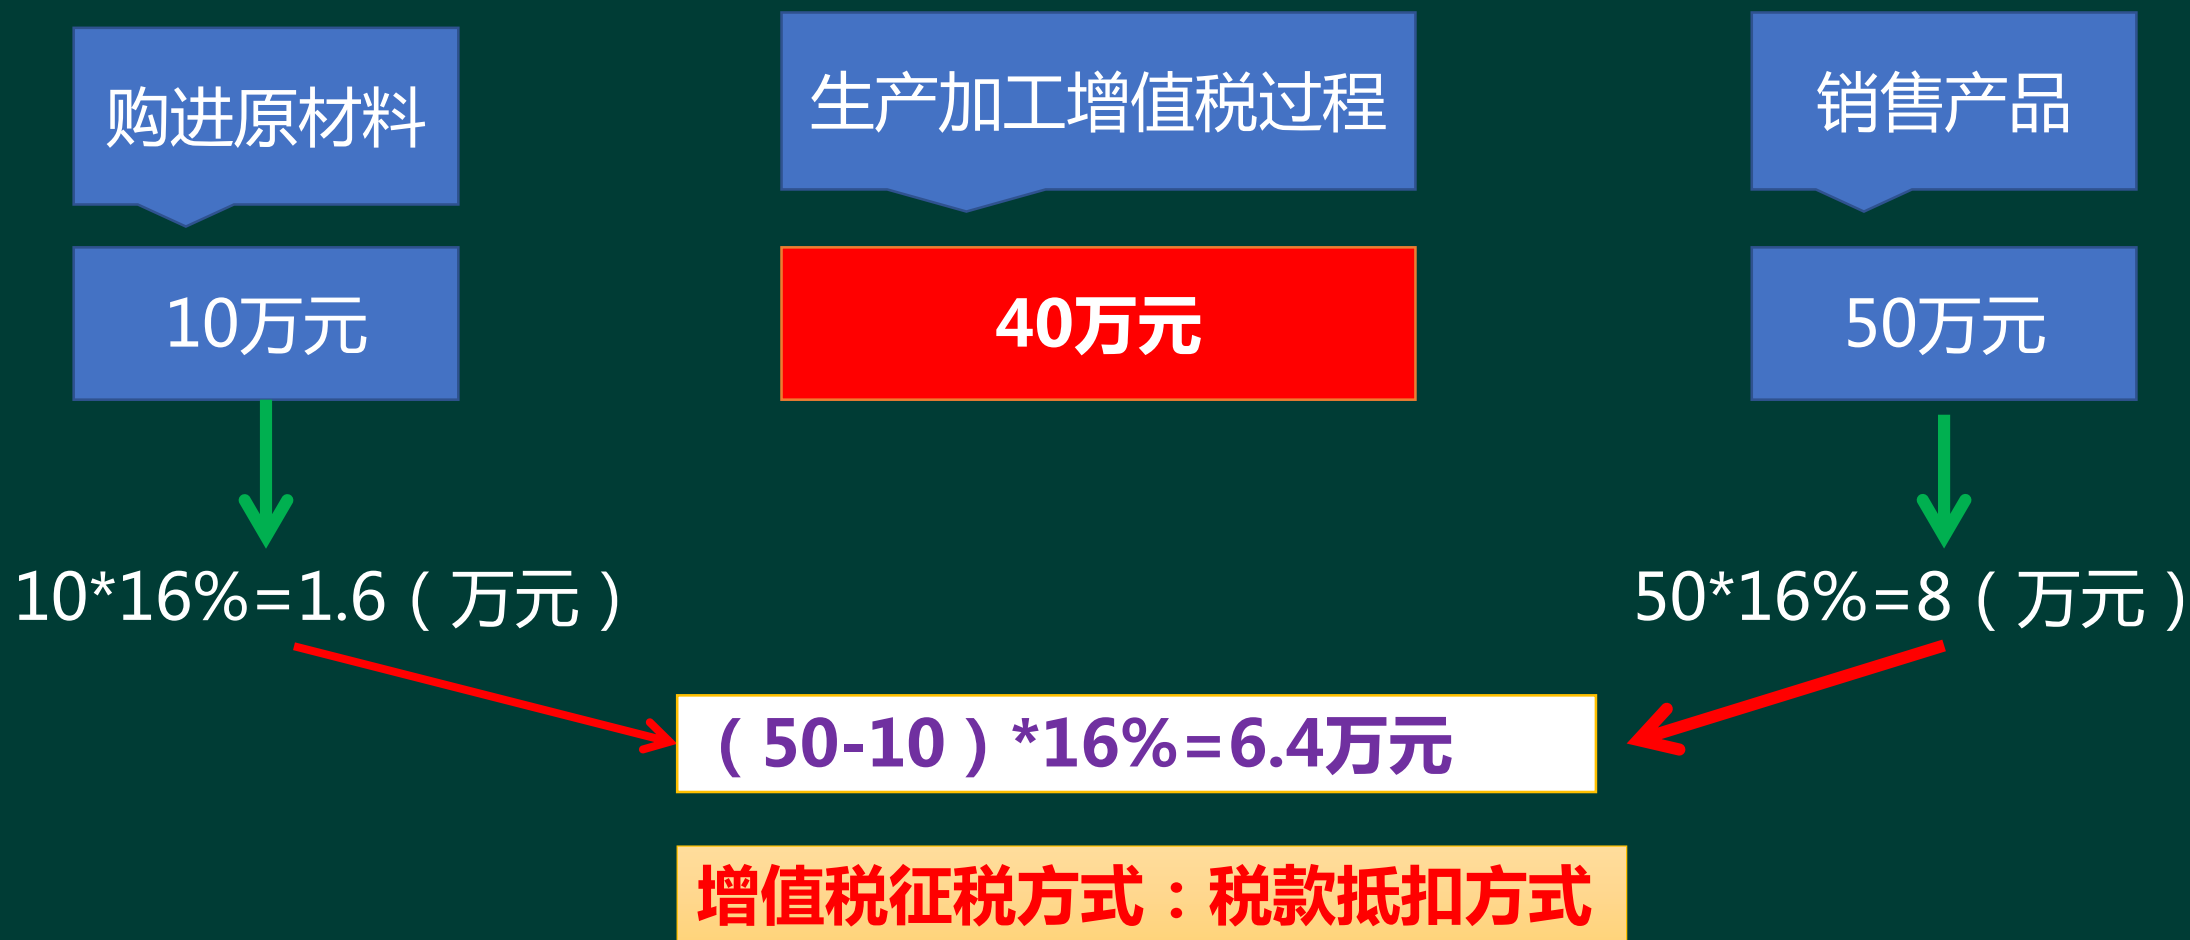 购进原材料
生产加工增值税过程
销售产品
10万元
40万元
50万元
10*16%=1.6（万元）
50*16%=8（万元）
（50-10）*16%=6.4万元
增值税征税方式：税款抵扣方式